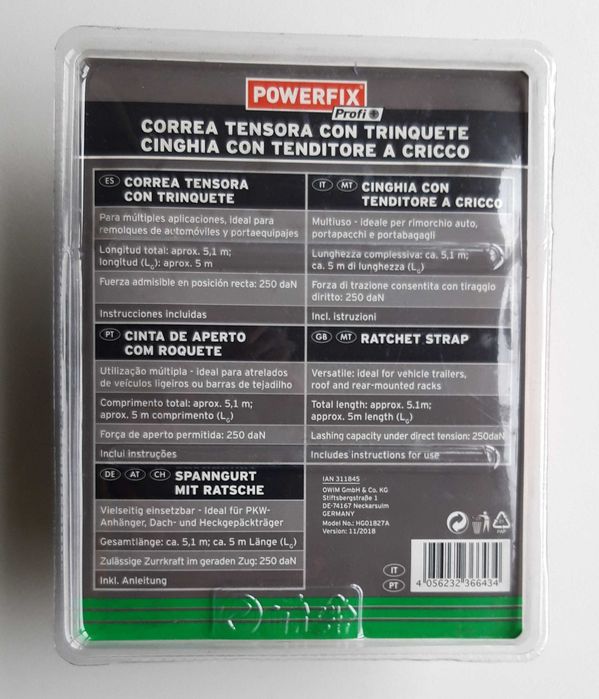 POWERFIX
Profi+
CORREA TENSORA CON TRINQUETE
CINGHIA CON TENDITORE A CRICCO
ES CORREA TENSORA
CON TRINQUETE
Para múltiples aplicaciones, ideal para
remolques de automóviles y portaequipajes
Longitud total: aprox. 5,1 m;
longitud (LG): aprox. 5 m
Fuerza admisible en posición recta: 250 daN
Instrucciones incluidas
IT MT CINGHIA CON
TENDITORE A CRICCO
Multiuso - ideale per rimorchio auto,
portapacchi e portabagagli
Lunghezza complessiva: ca. 5,1 m;
ca. 5 m di lunghezza (LG)
Forza di trazione consentita con tiraggio
diritto: 250 daN
Incl. istruzioni
PT CINTA DE APERTO
COM ROQUETE
Utilização múltipla - ideal para atrelados
de veículos ligeiros ou barras de tejadilho
Comprimento total: aprox. 5,1 m;
aprox. 5 m comprimento (LG)
Força de aperto permitida: 250 daN
Inclui instruções
GB MT RATCHET STRAP
Versatile: ideal for vehicle trailers,
roof and rear-mounted racks
Total length: approx. 5.1m;
approx. 5m length (LG)
Lashing capacity under direct tension: 250daN
Includes instructions for use
DE AT CH SPANNGURT
MIT RATSCHE
Vielseitig einsetzbar - Ideal für PKW-
Anhänger, Dach- und Heckgepäckträger
Gesamtlänge: ca. 5,1 m; ca. 5 m Länge (LG)
Zulässige Zurrkraft im geraden Zug: 250 daN
Inkl. Anleitung
IAN 311845
OWIM GmbH & Co. KG
Stiftsbergstraße 1
DE-74167 Neckarsulm
GERMANY
Model No.: HG01827A
Version: 11/2018
PAP
IT
PT
4 056232 366434